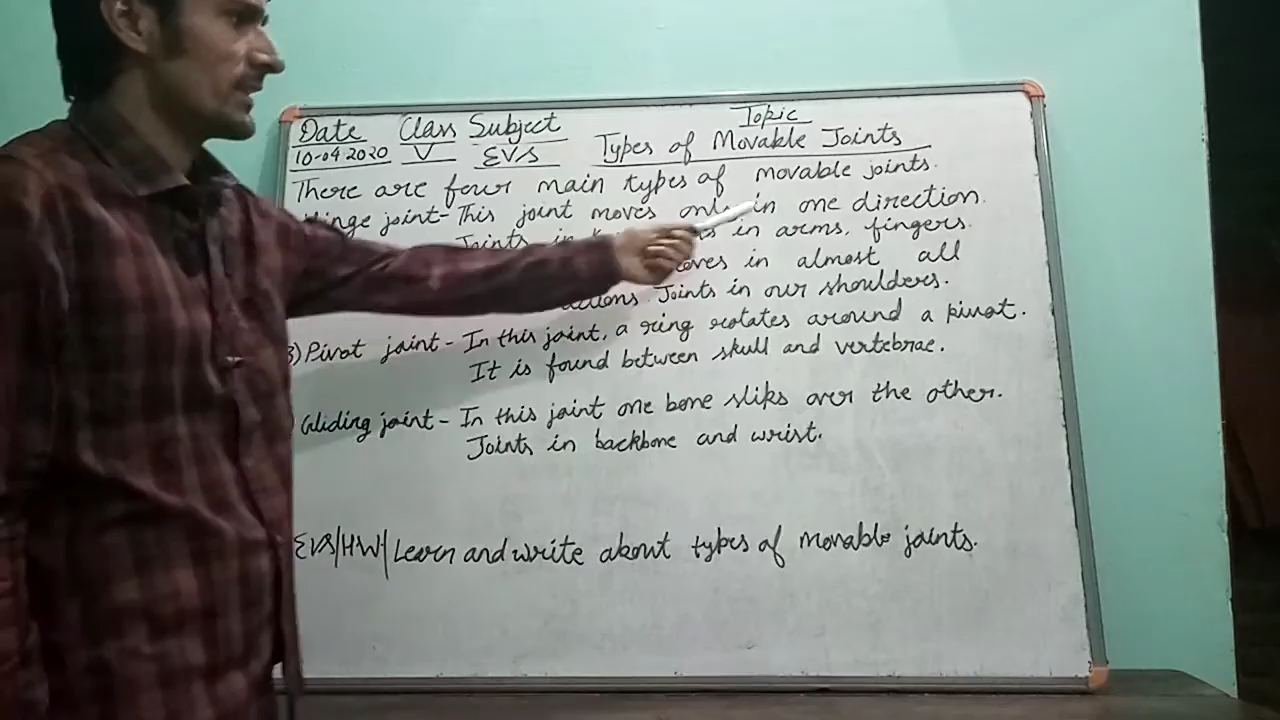 Date Class Subject Topic
10-04 2020 V EVS Types of Movable Joints
There are four main types of movable joints.
Hinge joint- This joint moves only in one direction.
Joints in in arms, fingers.
moves in almost all
Joints in our shoulders.
3) Pivot joint - In this joint, a ring rotates around a pivot.
It is found between skull and vertebrae.
) Gliding joint - In this joint one bone sliks over the other.
Joints in backbone and wrist.
EVS/HW/ Learn and write about types of movable joints.